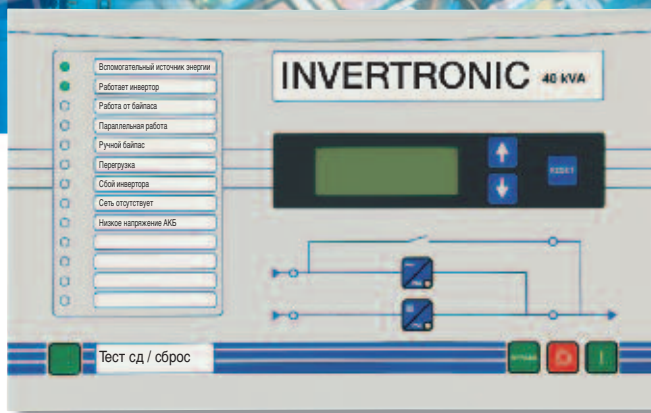 Вспомогательный источник энергии
Работает инвертор
Работа от байпаса
Параллельная работа
Ручной байпас
Перегрузка
Сбой инвертора
Сеть отсутствует
Низкое напряжение АКБ
INVERTRONIC 40 kVA
RESET
Тест сд / сброс
BYPASS
O I